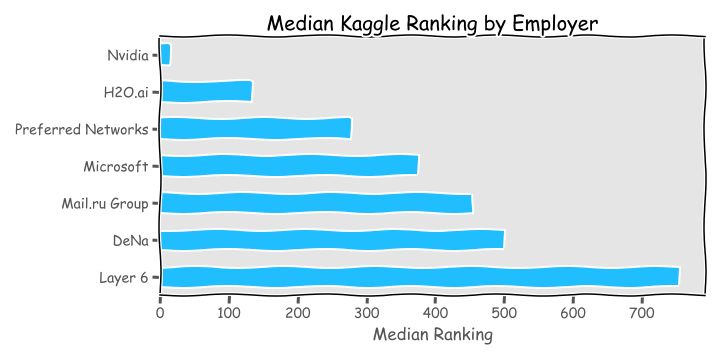 Median Kaggle Ranking by Employer
Nvidia
H2O.ai
Preferred Networks
Microsoft
Mail.ru Group
DeNa
Layer 6
0 100 200 300 400 500 600 700
Median Ranking